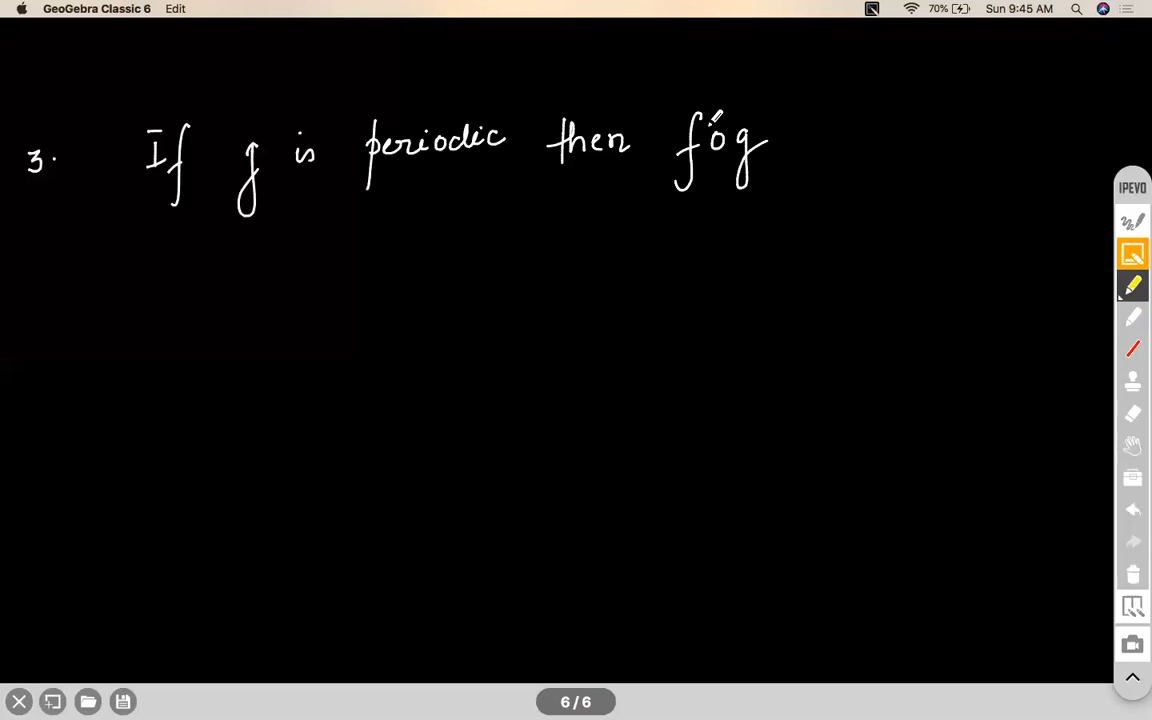 GeoGebra Classic 6 Edit 70% Sun 9:45 AM
3. If g is periodic then fog
IPEVO
6/6